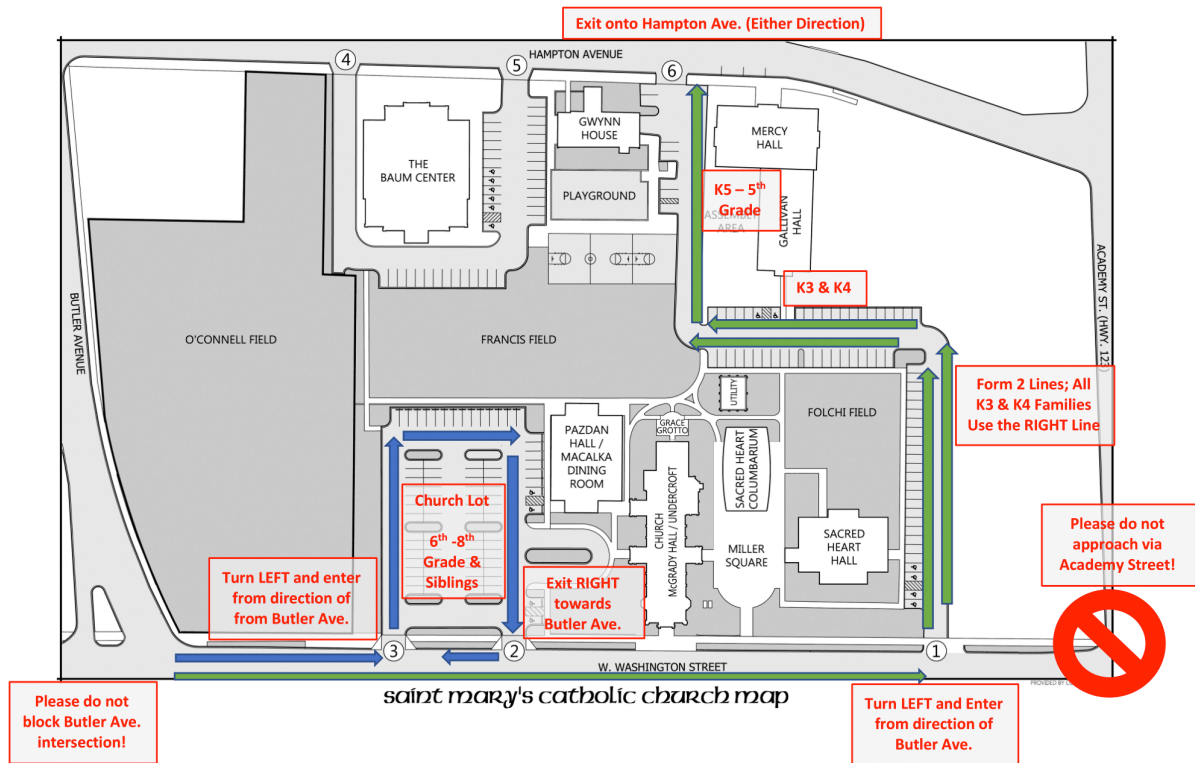 Exit onto Hampton Ave. (Either Direction)
HAMPTON AVENUE
4
5
6
GWYNN
HOUSE
MERCY
HALL
THE
BAUM CENTER
PLAYGROUND
K5 – 5th
Grade
ASSEMBLY
AREA
GALLIVAN
HALL
K3 & K4
ACADEMY ST. (HWY. 123)
BUTLER AVENUE
O'CONNELL FIELD
FRANCIS FIELD
Form 2 Lines; All
K3 & K4 Families
Use the RIGHT Line
UTILITY
FOLCHI FIELD
GRACE
GROTTO
PAZDAN
HALL /
MACALKA
DINING
ROOM
SACRED HEART
COLUMBARIUM
Church Lot
6th -8th
Grade &
Siblings
CHURCH
McGRADY HALL / UNDERCROFT
MILLER
SQUARE
SACRED
HEART
HALL
Please do not
approach via
Academy Street!
Turn LEFT and enter
from direction of
from Butler Ave.
Exit RIGHT
towards
Butler Ave.
3
2
1
W. WASHINGTON STREET
saint mary's catholic church map
PROVIDED BY
Please do not
block Butler Ave.
intersection!
Turn LEFT and Enter
from direction of
Butler Ave.